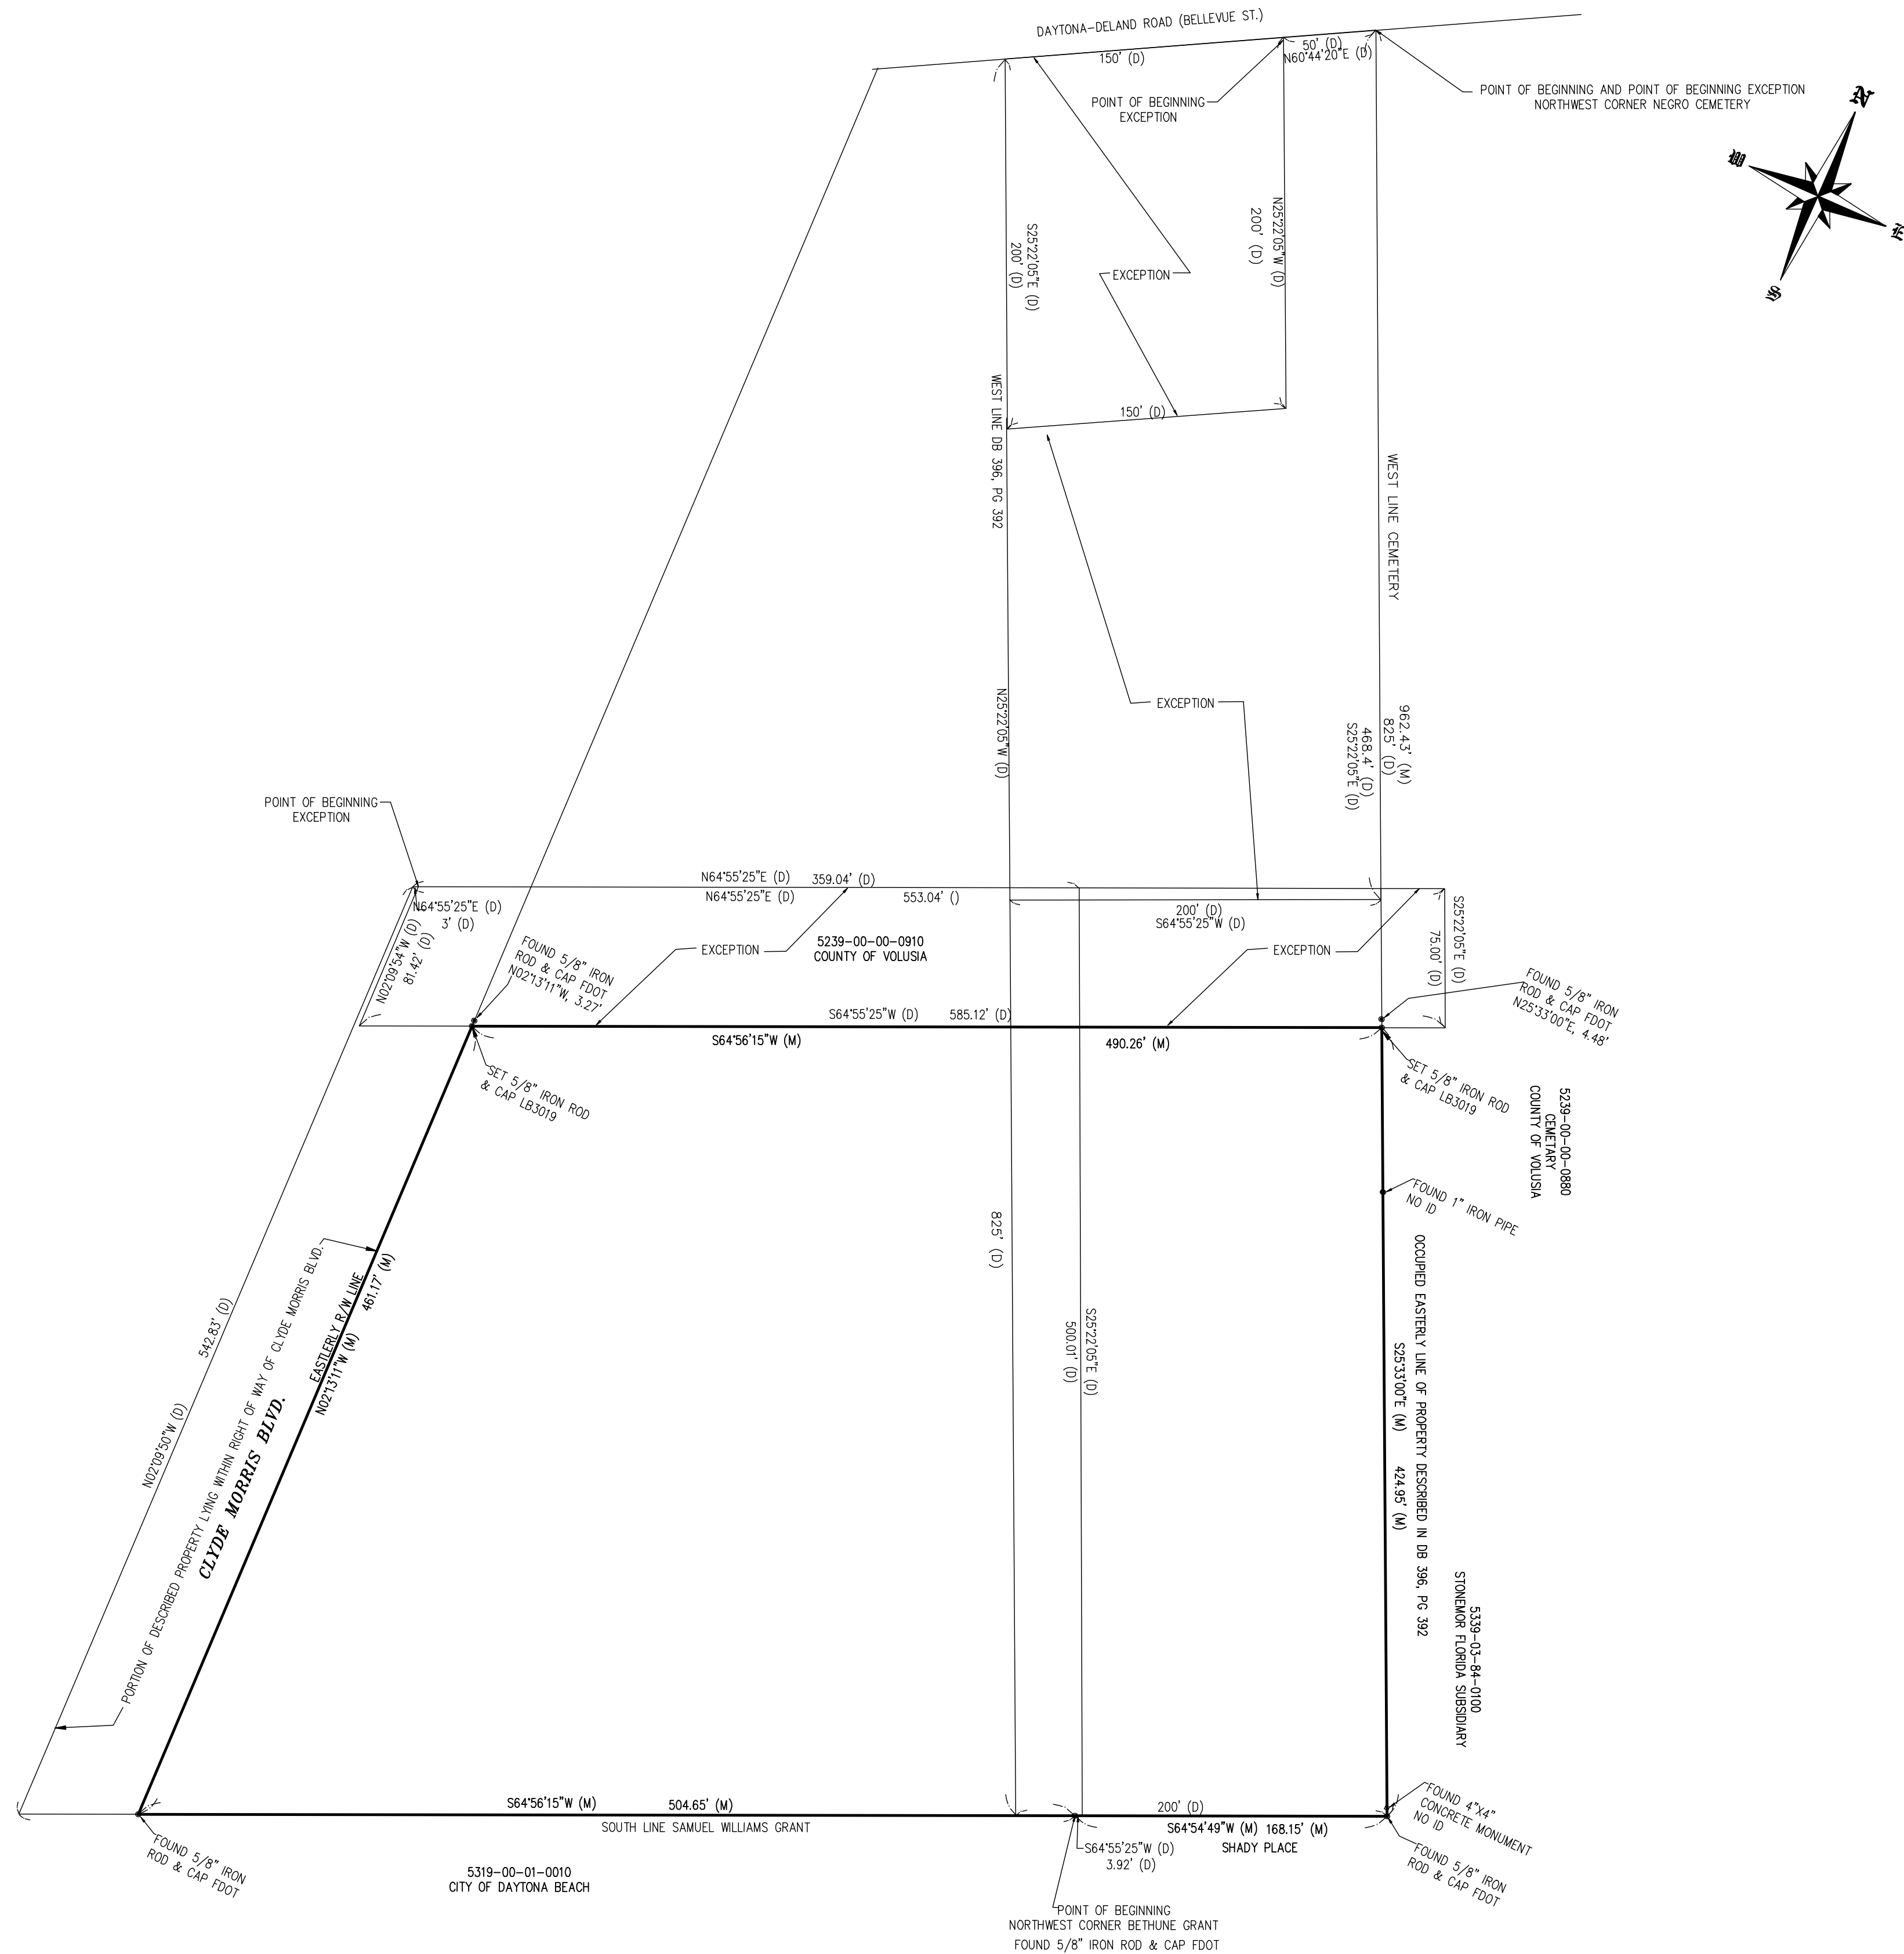 DAYTONA-DELAND ROAD (BELLEVUE ST.)
50' (D)
N60°44'20"E (D)
150' (D)
POINT OF BEGINNING AND POINT OF BEGINNING EXCEPTION
NORTHWEST CORNER NEGRO CEMETERY
POINT OF BEGINNING
EXCEPTION
N
W
E
S
S25°22'05"E (D)
200' (D)
N25°22'05"W (D)
200' (D)
EXCEPTION
150' (D)
WEST LINE DB 396, PG 392
WEST LINE CEMETERY
N25°22'05"W (D)
EXCEPTION
962.43' (M)
825' (D)
468.4' (D)
S25°22'05"E (D)
POINT OF BEGINNING
EXCEPTION
N64°55'25"E (D)
359.04' (D)
N64°55'25"E (D)
553.04' ()
N64°55'25"E (D)
3' (D)
200' (D)
S64°55'25"W (D)
N02°09'54"W (D)
81.42' (D)
FOUND 5/8" IRON
ROD & CAP FDOT
N02°13'11"W, 3.27'
EXCEPTION
5239-00-00-0910
COUNTY OF VOLUSIA
EXCEPTION
S25°22'05"E (D)
75.00' (D)
FOUND 5/8" IRON
ROD & CAP FDOT
N25°33'00"E, 4.48'
S64°55'25"W (D)
585.12' (D)
S64°56'15"W (M)
490.26' (M)
SET 5/8" IRON ROD
& CAP LB3019
SET 5/8" IRON ROD
& CAP LB3019
5239-00-00-0880
CEMETARY
COUNTY OF VOLUSIA
FOUND 1" IRON PIPE
NO ID
825' (D)
S25°22'05"E (D)
500.01' (D)
OCCUPIED EASTERLY LINE OF PROPERTY DESCRIBED IN DB 396, PG 392
S25°33'00"E (M)
424.95' (M)
5339-03-84-0100
STONEMOR FLORIDA SUBSIDIARY
542.83' (D)
N02°09'50"W (D)
PORTION OF DESCRIBED PROPERTY LYING WITHIN RIGHT OF WAY OF CLYDE MORRIS BLVD.
CLYDE MORRIS BLVD.
EASTLERLY R/W LINE
N02°13'11"W (M)
461.17' (M)
S64°56'15"W (M)
504.65' (M)
SOUTH LINE SAMUEL WILLIAMS GRANT
200' (D)
S64°54'49"W (M)
168.15' (M)
SHADY PLACE
S64°55'25"W (D)
3.92' (D)
FOUND 4"X4"
CONCRETE MONUMENT
NO ID
FOUND 5/8" IRON
ROD & CAP FDOT
FOUND 5/8" IRON
ROD & CAP FDOT
5319-00-01-0010
CITY OF DAYTONA BEACH
POINT OF BEGINNING
NORTHWEST CORNER BETHUNE GRANT
FOUND 5/8" IRON ROD & CAP FDOT